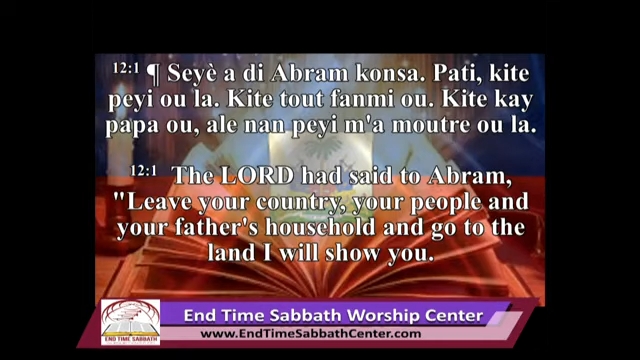 12:1 ¶ Seyè a di Abram konsa. Pati, kite
peyi ou la. Kite tout fanmi ou. Kite kay
papa ou, ale nan peyi m'a moutre ou la.
12:1 The LORD had said to Abram,
"Leave your country, your people and
your father's household and go to the
land I will show you.
End Time Sabbath Worship Center
www.EndTimeSabbathCenter.com
END TIME SABBATH